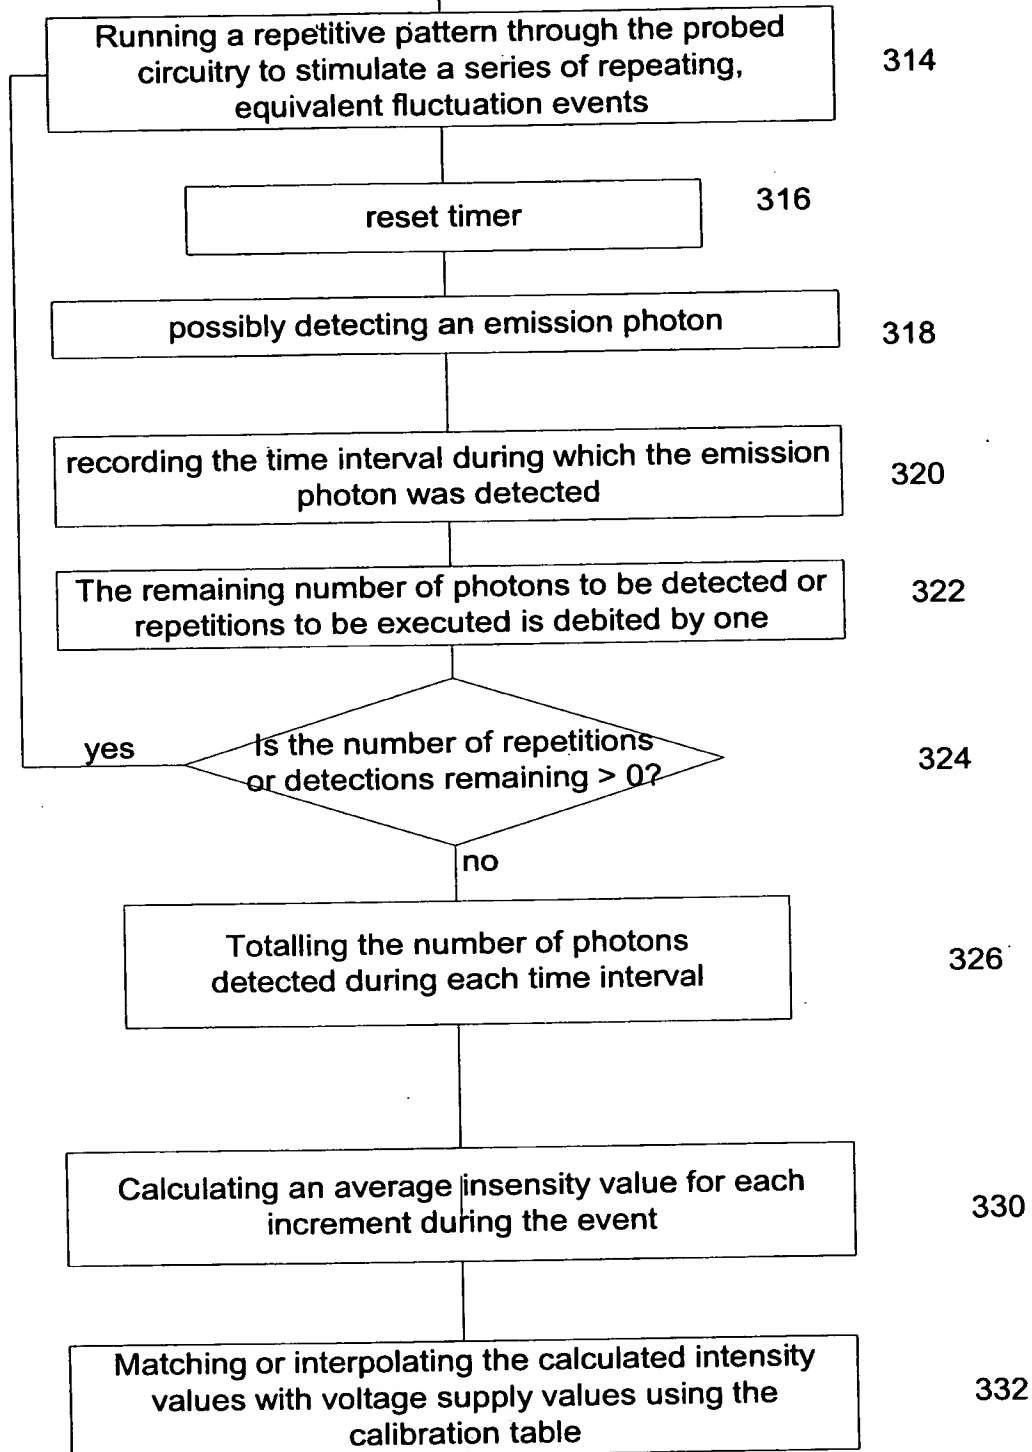 Running a repetitive pattern through the probed
circuitry to stimulate a series of repeating,
equivalent fluctuation events
314
reset timer
316
possibly detecting an emission photon
318
recording the time interval during which the emission
photon was detected
320
The remaining number of photons to be detected or
repetitions to be executed is debited by one
322
Is the number of repetitions
or detections remaining > 0?
324
yes
no
Totalling the number of photons
detected during each time interval
326
Calculating an average insensity value for each
increment during the event
330
Matching or interpolating the calculated intensity
values with voltage supply values using the
calibration table
332